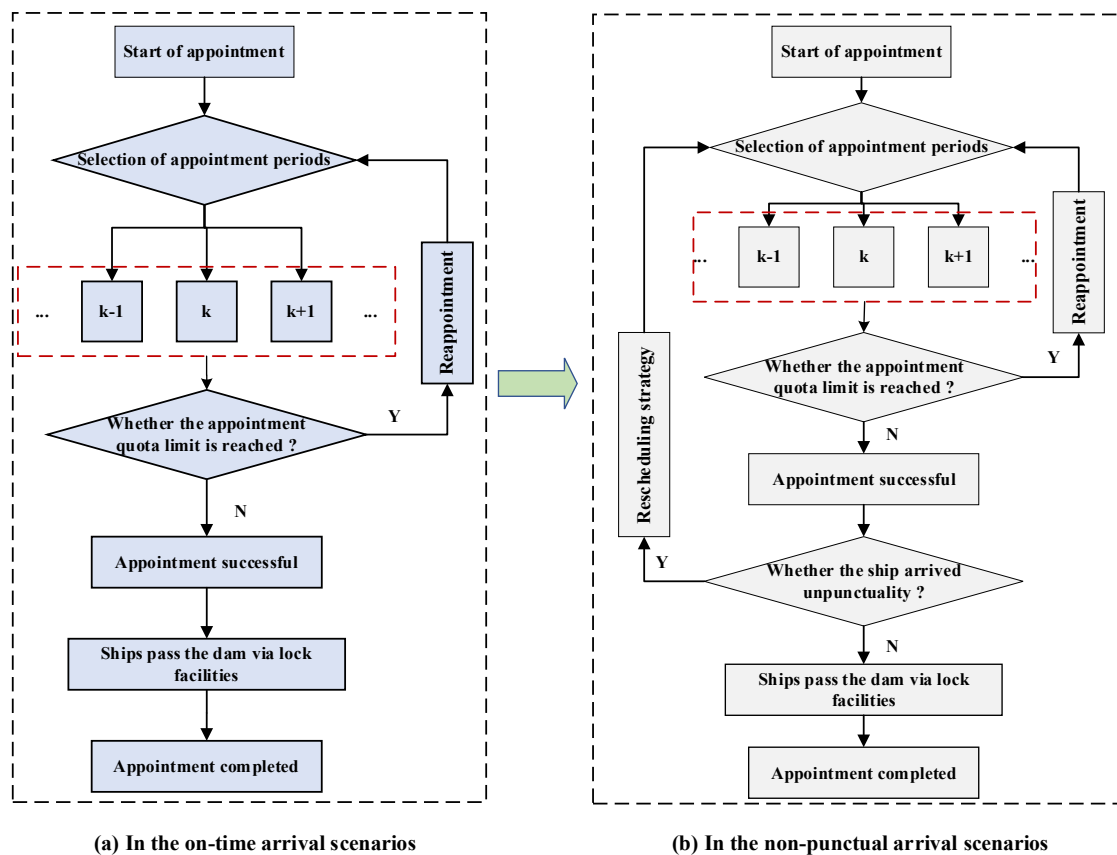 Start of appointment
Selection of appointment periods
...
k-1
k
k+1
...
Reappointment
Whether the appointment
quota limit is reached ?
Y
N
Appointment successful
Ships pass the dam via lock
facilities
Appointment completed
(a) In the on-time arrival scenarios
Start of appointment
Selection of appointment periods
...
k-1
k
k+1
...
Reappointment
Whether the appointment
quota limit is reached ?
Y
N
Rescheduling strategy
Appointment successful
Y
Whether the ship arrived
unpunctuality ?
N
Ships pass the dam via lock
facilities
Appointment completed
(b) In the non-punctual arrival scenarios